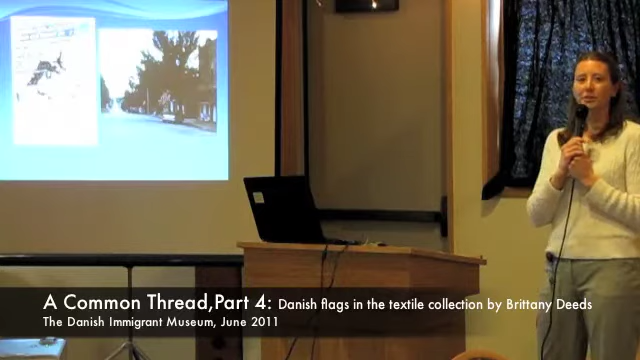 A Common Thread,Part 4: Danish flags in the textile collection by Brittany Deeds
The Danish Immigrant Museum, June 2011